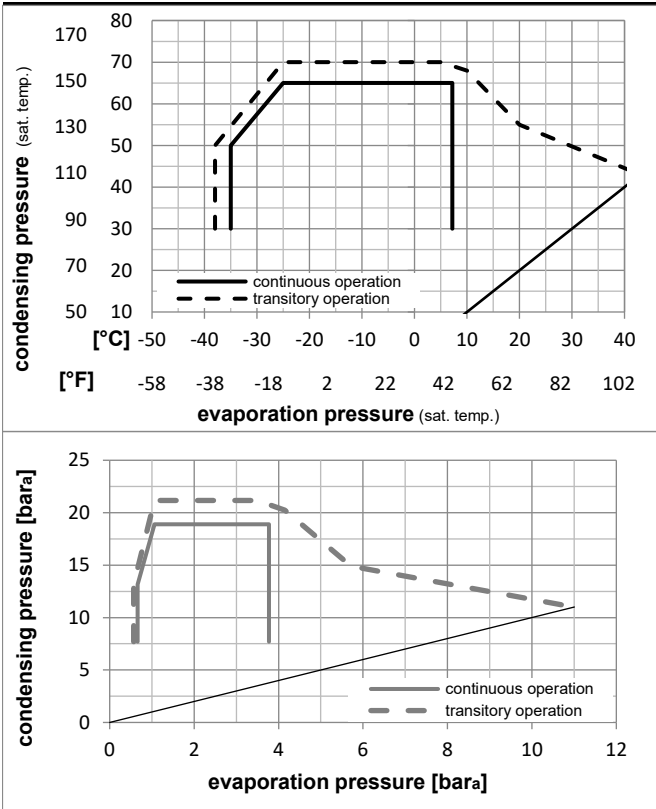 condensing pressure (sat. temp.)
170 80
70
150 60
130 50
110 40
90 30
70 20
50 10
continuous operation
transitory operation
[°C] -50 -40 -30 -20 -10 0 10 20 30 40
[°F] -58 -38 -18 2 22 42 62 82 102
evaporation pressure (sat. temp.)
condensing pressure [bara]
25
20
15
10
5
0
continuous operation
transitory operation
0 2 4 6 8 10 12
evaporation pressure [bara]